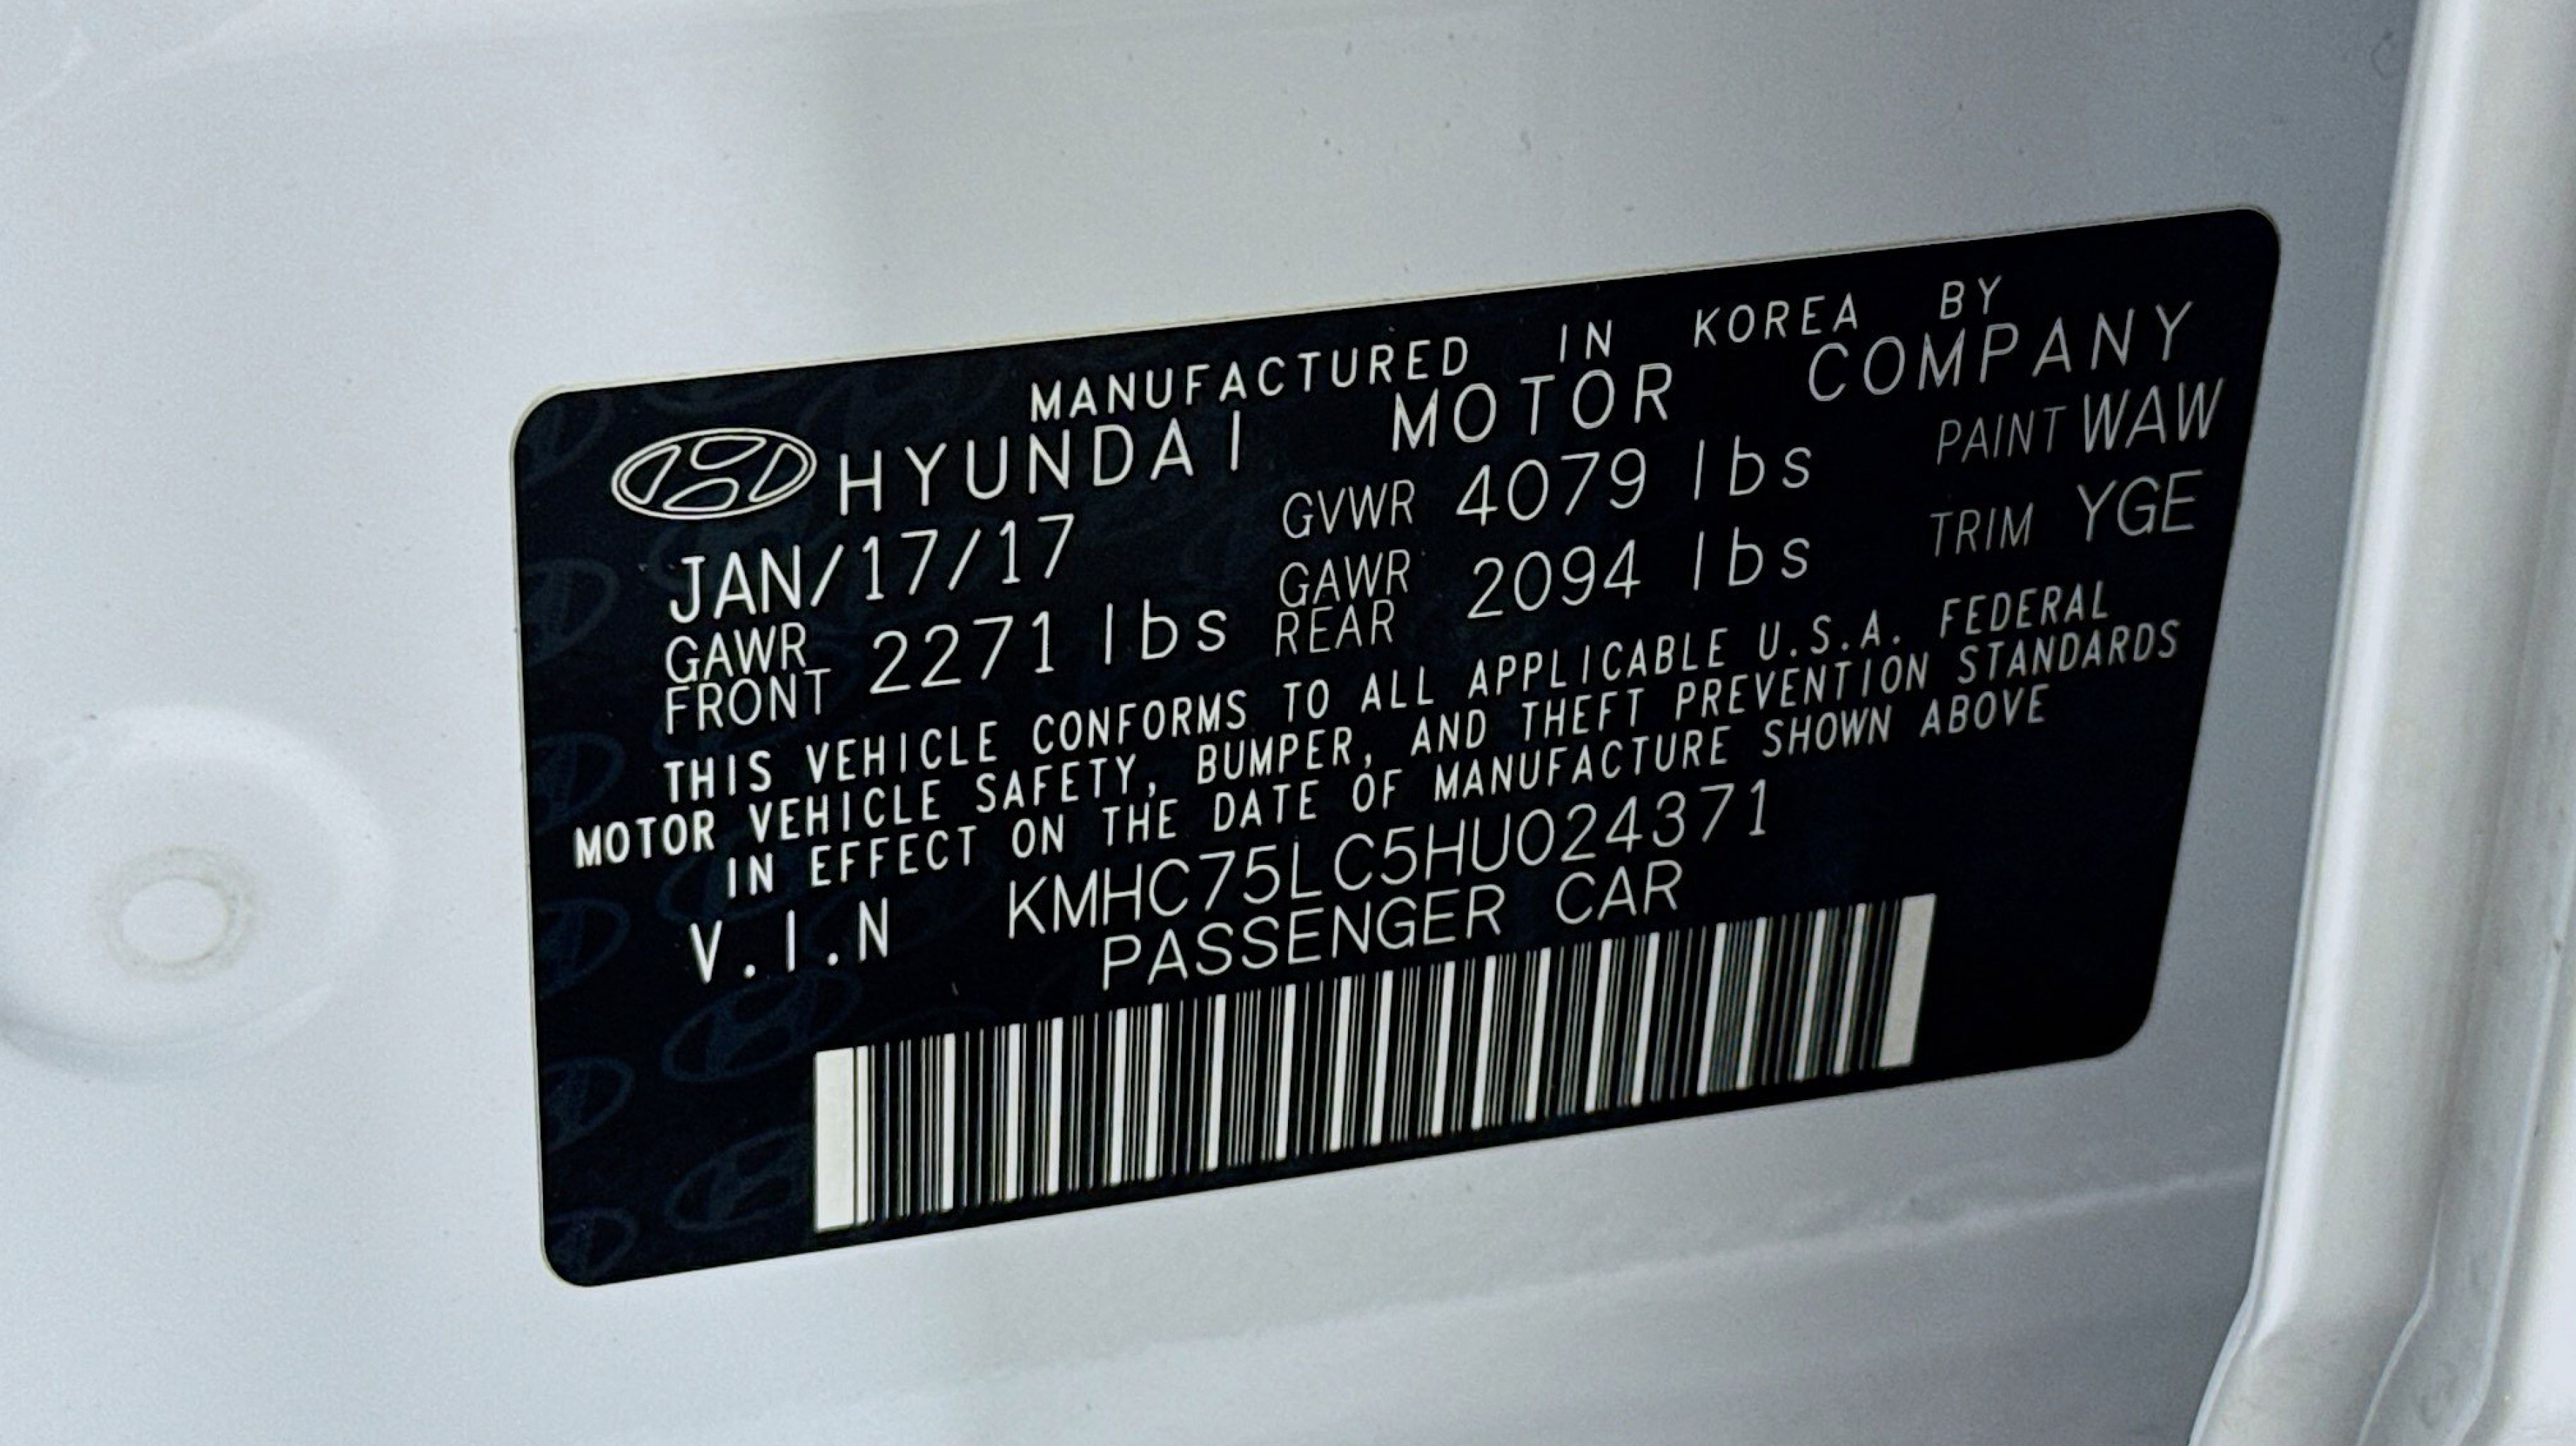 MANUFACTURED IN KOREA BY
HYUNDAI MOTOR COMPANY
JAN/17/17 GVWR 4079 lbs PAINT WAW
GAWR FRONT 2271 lbs GAWR REAR 2094 lbs TRIM YGE
THIS VEHICLE CONFORMS TO ALL APPLICABLE U.S.A. FEDERAL
MOTOR VEHICLE SAFETY, BUMPER, AND THEFT PREVENTION STANDARDS
IN EFFECT ON THE DATE OF MANUFACTURE SHOWN ABOVE
V.I.N KMHC75LC5HU024371
PASSENGER CAR